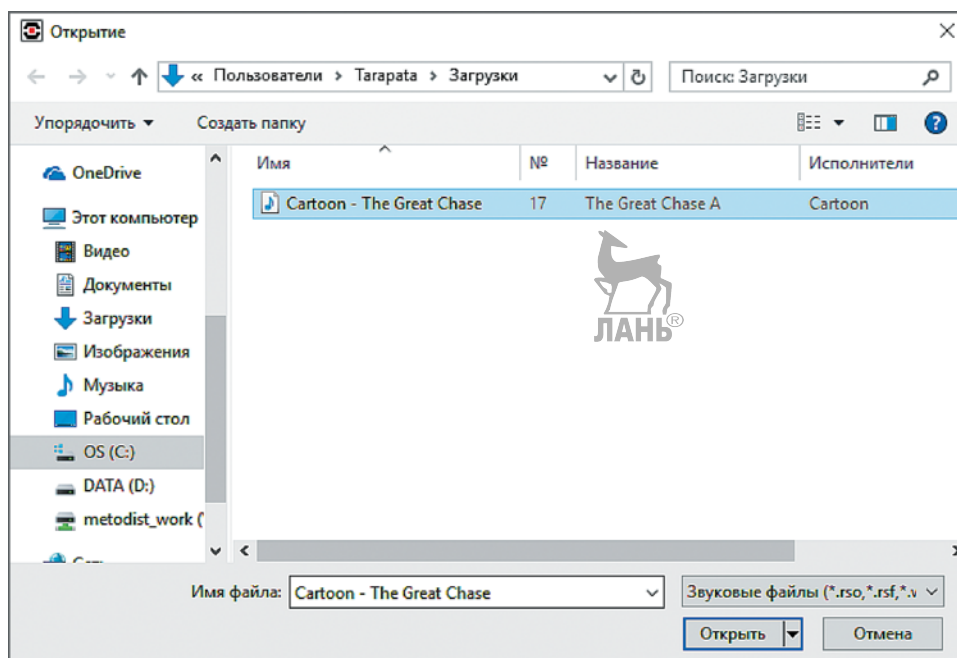 Открытие
« Пользователи > Tarapata > Загрузки
Поиск: Загрузки
Упорядочить
Создать папку
Имя № Название Исполнители
Cartoon - The Great Chase 17 The Great Chase A Cartoon
OneDrive
Этот компьютер
Видео
Документы
Загрузки
Изображения
Музыка
Рабочий стол
OS (C:)
DATA (D:)
metodist_work (
ЛАНЬ®
Имя файла: Cartoon - The Great Chase
Звуковые файлы (*.rso,*.rsf,*.
Открыть
Отмена